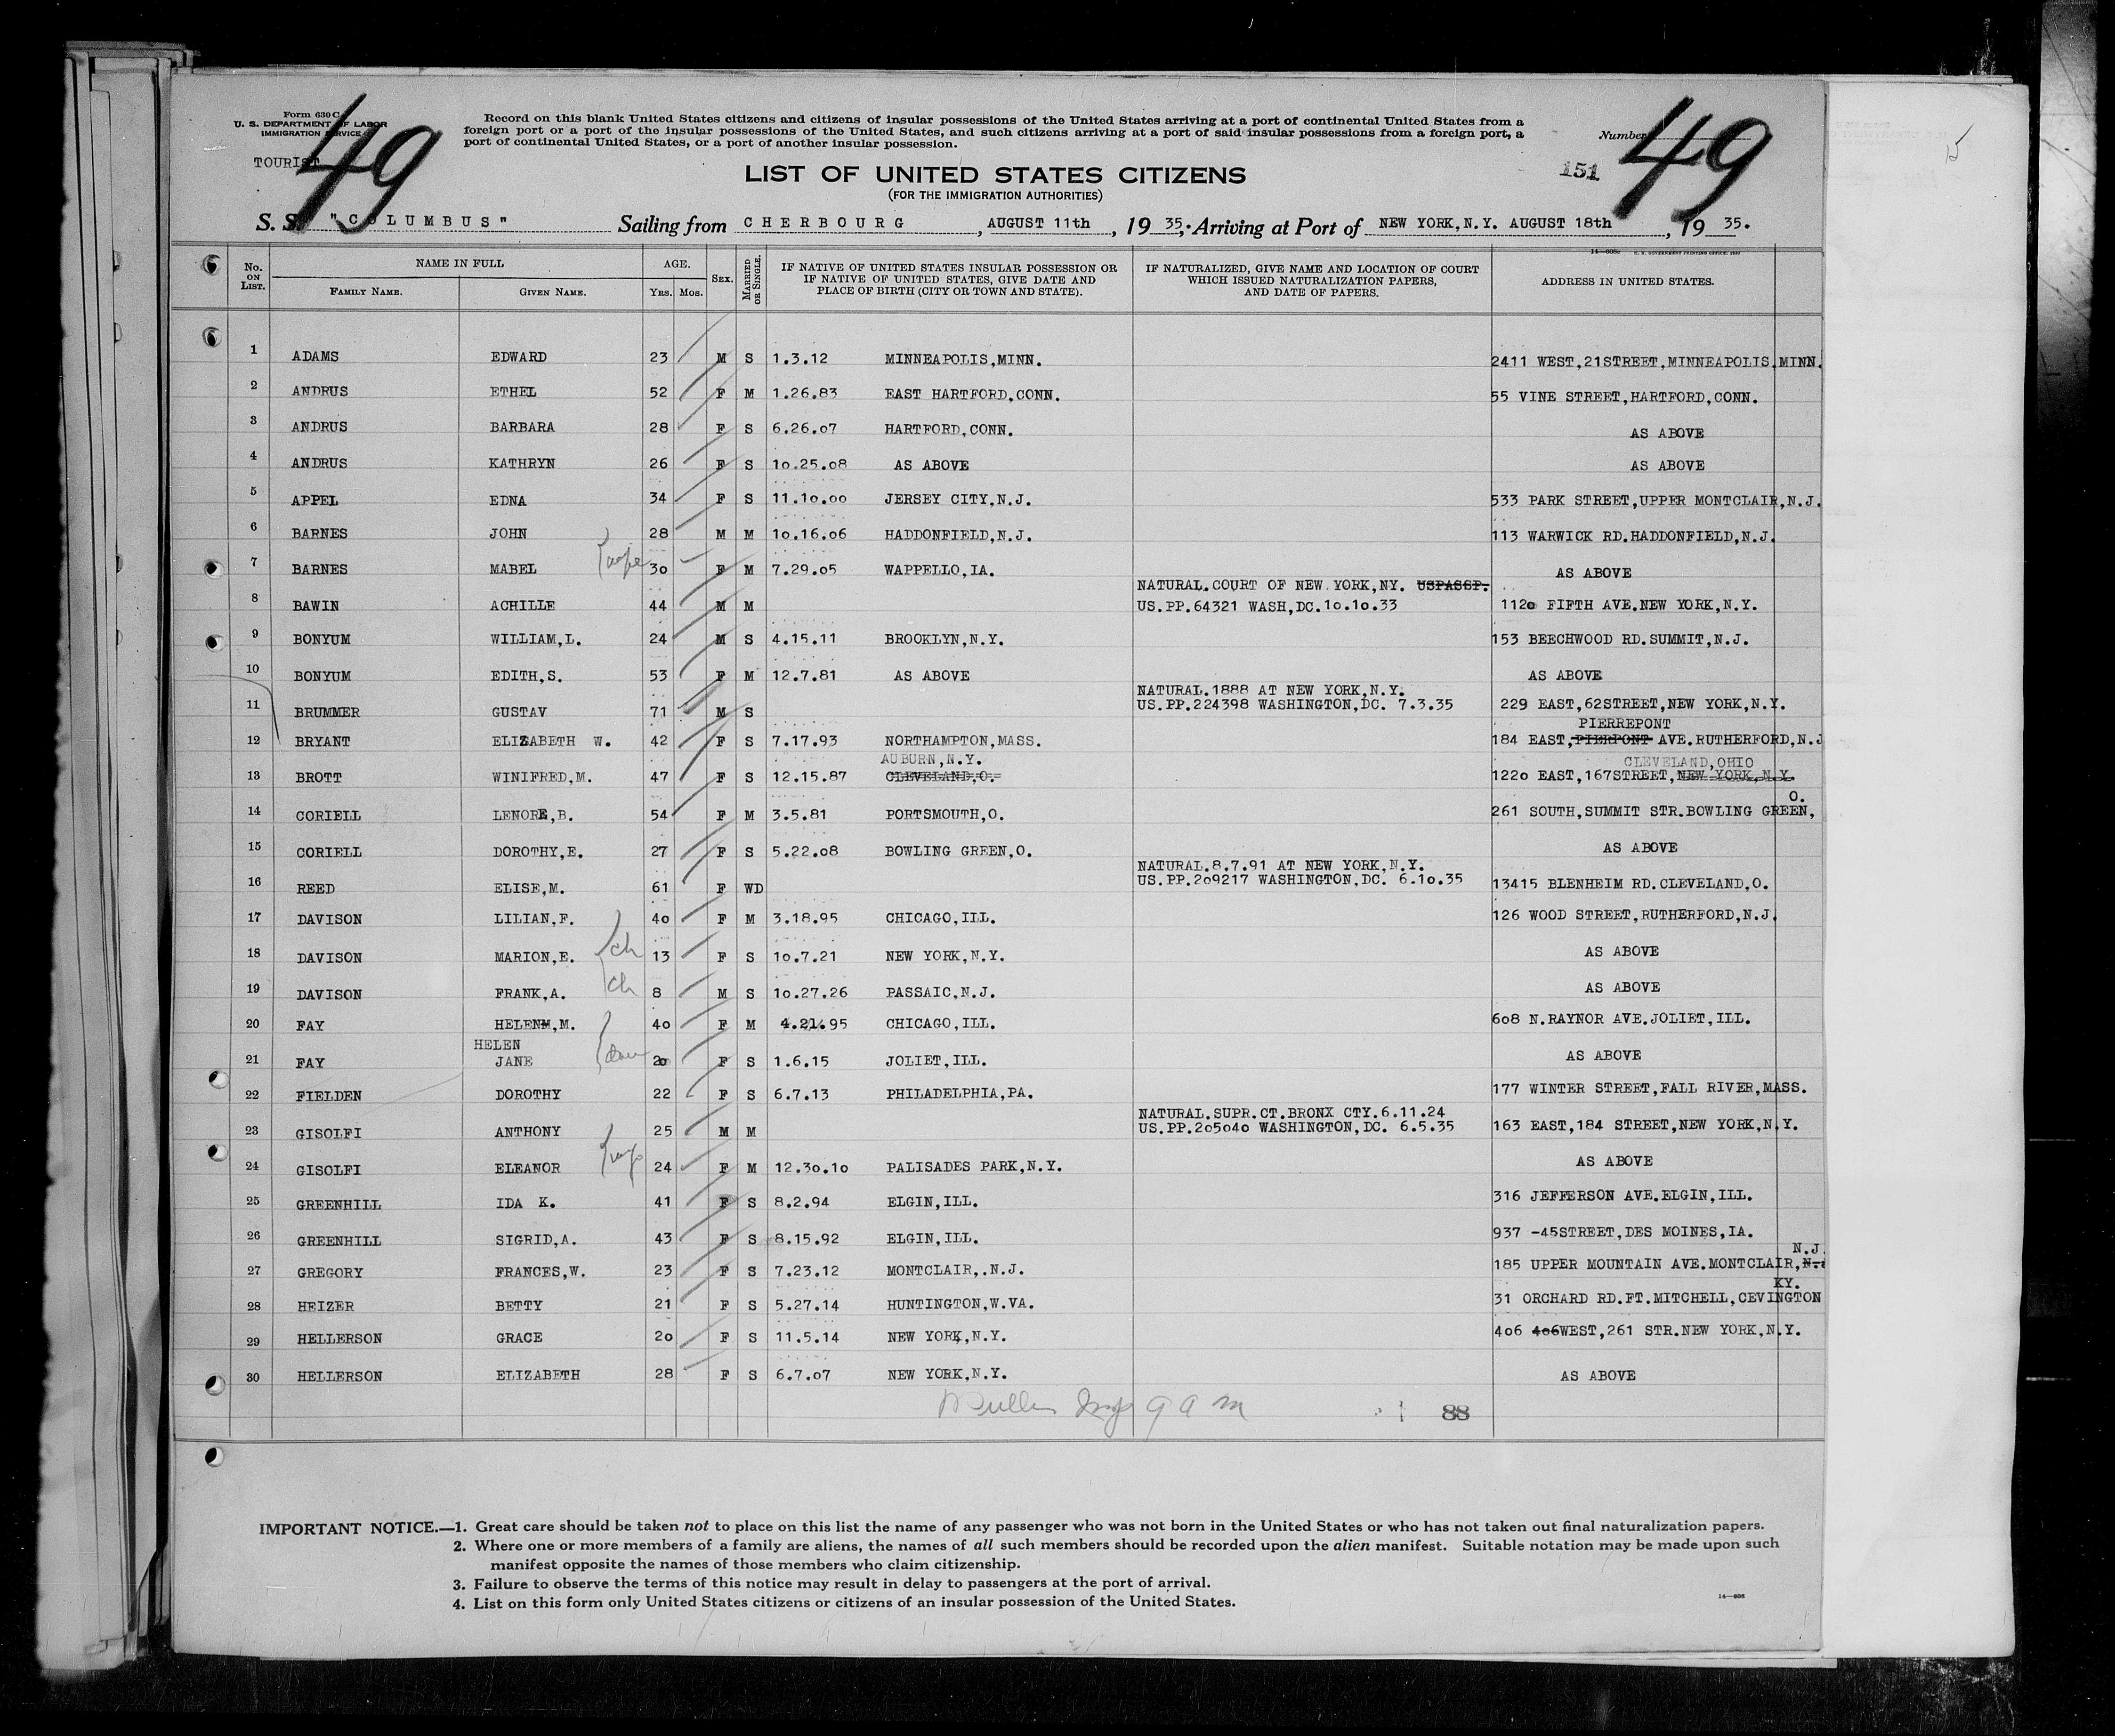 Form 630 C
U. S. DEPARTMENT OF LABOR
IMMIGRATION SERVICE
TOURIST
49
Record on this blank United States citizens and citizens of insular possessions of the United States arriving at a port of continental United States from a
foreign port or a port of the insular possessions of the United States, and such citizens arriving at a port of said insular possessions from a foreign port, a
port of continental United States, or a port of another insular possession.
Number
151
49
LIST OF UNITED STATES CITIZENS
(FOR THE IMMIGRATION AUTHORITIES)
S. S. "COLUMBUS" Sailing from CHERBOURG, AUGUST 11th, 19 35, Arriving at Port of NEW YORK,N.Y. AUGUST 18th, 19 35.
No. ON LIST. NAME IN FULL FAMILY NAME. GIVEN NAME. AGE. YRS. MOS. SEX. MARRIED OR SINGLE. IF NATIVE OF UNITED STATES INSULAR POSSESSION OR IF NATIVE OF UNITED STATES, GIVE DATE AND PLACE OF BIRTH (CITY OR TOWN AND STATE). IF NATURALIZED, GIVE NAME AND LOCATION OF COURT WHICH ISSUED NATURALIZATION PAPERS, AND DATE OF PAPERS. ADDRESS IN UNITED STATES.
1 ADAMS EDWARD 23 M S 1.3.12 MINNEAPOLIS,MINN. 2411 WEST,21STREET,MINNEAPOLIS,MINN.
2 ANDRUS ETHEL 52 F M 1.26.83 EAST HARTFORD,CONN. 55 VINE STREET,HARTFORD,CONN.
3 ANDRUS BARBARA 28 F S 6.26.07 HARTFORD,CONN. AS ABOVE
4 ANDRUS KATHRYN 26 F S 10.25.08 AS ABOVE AS ABOVE
5 APPEL EDNA 34 F S 11.10.00 JERSEY CITY,N.J. 533 PARK STREET,UPPER MONTCLAIR,N.J.
6 BARNES JOHN 28 M M 10.16.06 HADDONFIELD,N.J. 113 WARWICK RD.HADDONFIELD,N.J.
7 BARNES MABEL 30 F M 7.29.05 WAPPELLO,IA. AS ABOVE
NATURAL.COURT OF NEW YORK,NY. USPASSP.
8 BAWIN ACHILLE 44 M M US.PP.64321 WASH,DC.10.10.33 1120 FIFTH AVE.NEW YORK,N.Y.
9 BONYUM WILLIAM,L. 24 M S 4.15.11 BROOKLYN,N.Y. 153 BEECHWOOD RD.SUMMIT,N.J.
10 BONYUM EDITH,S. 53 F M 12.7.81 AS ABOVE AS ABOVE
NATURAL.1888 AT NEW YORK,N.Y.
11 BRUMMER GUSTAV 71 M S US.PP.224398 WASHINGTON,DC. 7.3.35 229 EAST,62STREET,NEW YORK,N.Y.
PIERREPONT
12 BRYANT ELIZABETH W. 42 F S 7.17.93 NORTHAMPTON,MASS. 184 EAST,PIERPONT AVE.RUTHERFORD,N.J
AUBURN,N.Y. CLEVELAND,OHIO
13 BROTT WINIFRED,M. 47 F S 12.15.87 CLEVELAND,O. 1220 EAST,167STREET,NEW YORK,N.Y.
O.
14 CORIELL LENORE,B. 54 F M 3.5.81 PORTSMOUTH,O. 261 SOUTH,SUMMIT STR.BOWLING GREEN,
15 CORIELL DOROTHY,E. 27 F S 5.22.08 BOWLING GREEN,O. AS ABOVE
NATURAL.8.7.91 AT NEW YORK,N.Y.
16 REED ELISE,M. 61 F WD US.PP.209217 WASHINGTON,DC. 6.10.35 13415 BLENHEIM RD.CLEVELAND,O.
17 DAVISON LILIAN,F. 40 F M 3.18.95 CHICAGO,ILL. 126 WOOD STREET,RUTHERFORD,N.J.
18 DAVISON MARION,E. ch 13 F S 10.7.21 NEW YORK,N.Y. AS ABOVE
19 DAVISON FRANK,A. ch 8 M S 10.27.26 PASSAIC,N.J. AS ABOVE
20 FAY HELENM,M. 40 F M 4.21.95 CHICAGO,ILL. 608 N.RAYNOR AVE.JOLIET,ILL.
HELEN
21 FAY JANE dau 20 F S 1.6.15 JOLIET,ILL. AS ABOVE
22 FIELDEN DOROTHY 22 F S 6.7.13 PHILADELPHIA,PA. 177 WINTER STREET,FALL RIVER,MASS.
NATURAL.SUPR.CT.BRONX CTY.6.11.24
23 GISOLFI ANTHONY 25 M M US.PP.205040 WASHINGTON,DC. 6.5.35 163 EAST,184 STREET,NEW YORK,N.Y.
24 GISOLFI ELEANOR 24 F M 12.30.10 PALISADES PARK,N.Y. AS ABOVE
25 GREENHILL IDA K. 41 F S 8.2.94 ELGIN,ILL. 316 JEFFERSON AVE.ELGIN,ILL.
26 GREENHILL SIGRID,A. 43 F S 8.15.92 ELGIN,ILL. 937 -45STREET,DES MOINES,IA.
N.J.
27 GREGORY FRANCES,W. 23 F S 7.23.12 MONTCLAIR,.N.J. 185 UPPER MOUNTAIN AVE.MONTCLAIR,
KY.
28 HEIZER BETTY 21 F S 5.27.14 HUNTINGTON,W.VA. 31 ORCHARD RD.FT.MITCHELL,CEVINGTON
29 HELLERSON GRACE 20 F S 11.5.14 NEW YORK,N.Y. 406 406WEST,261 STR.NEW YORK,N.Y.
30 HELLERSON ELIZABETH 28 F S 6.7.07 NEW YORK,N.Y. AS ABOVE
9 a m 88
IMPORTANT NOTICE.—1. Great care should be taken not to place on this list the name of any passenger who was not born in the United States or who has not taken out final naturalization papers.
2. Where one or more members of a family are aliens, the names of all such members should be recorded upon the alien manifest. Suitable notation may be made upon such
manifest opposite the names of those members who claim citizenship.
3. Failure to observe the terms of this notice may result in delay to passengers at the port of arrival.
4. List on this form only United States citizens or citizens of an insular possession of the United States.